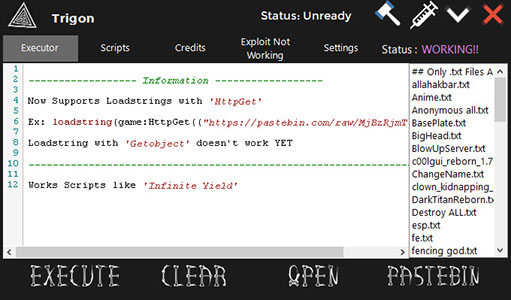 Trigon
Status: Unready
Executor
Scripts
Credits
Exploit Not
Working
Settings
Status : WORKING!!
1
2 ----------------- Information -----------------
3
4 Now Supports Loadstrings with 'HttpGet'
5
6 Ex: loadstring(game:HttpGet(("https://pastebin.com/raw/MjBzRjmT
7
8 Loadstring with 'Getobject' doesn't work YET
9
10 ------------------------------------------------------------
11
12 Works Scripts like 'Infinite Yield'
## Only .txt Files A
allahakbar.txt
Anime.txt
Anonymous all.txt
BasePlate.txt
BigHead.txt
BlowUpServer.txt
c00lgui_reborn_1.7
ChangeName.txt
clown_kidnapping_
DarkTitanReborn.tx
Destroy ALL.txt
esp.txt
fe.txt
fencing god.txt
EXECUTE
CLEAR
OPEN
PASTEBIN